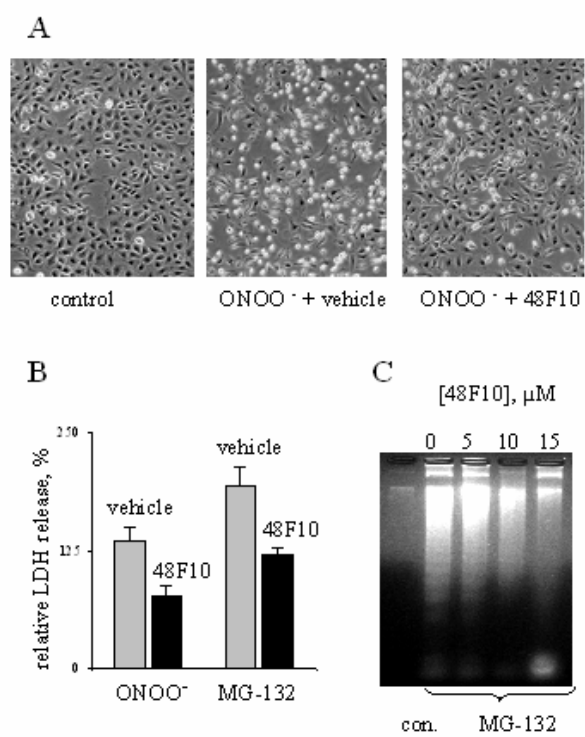 A
control
ONOO⁻ + vehicle
ONOO⁻ + 48F10
B
relative LDH release, %
250
125
0
vehicle
48F10
vehicle
48F10
ONOO⁻
MG-132
C
[48F10], μM
0 5 10 15
con.
MG-132